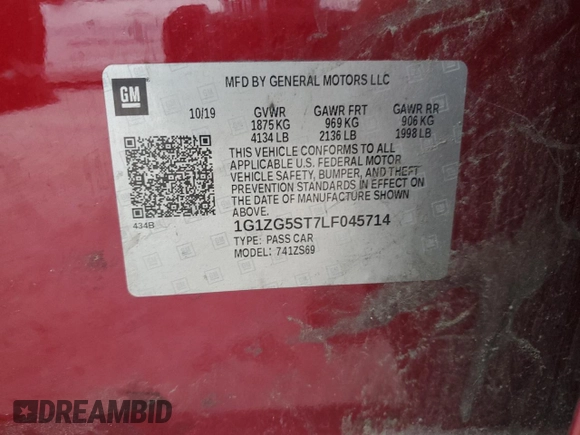 GM
MFD BY GENERAL MOTORS LLC
10/19 GVWR GAWR FRT GAWR RR
1875 KG 969 KG 906 KG
4134 LB 2136 LB 1998 LB
THIS VEHICLE CONFORMS TO ALL
APPLICABLE U.S. FEDERAL MOTOR
VEHICLE SAFETY, BUMPER, AND THEFT
PREVENTION STANDARDS IN EFFECT ON
THE DATE OF MANUFACTURE SHOWN
ABOVE.
434B
1G1ZG5ST7LF045714
TYPE: PASS CAR
MODEL: 741ZS69
DREAMBID